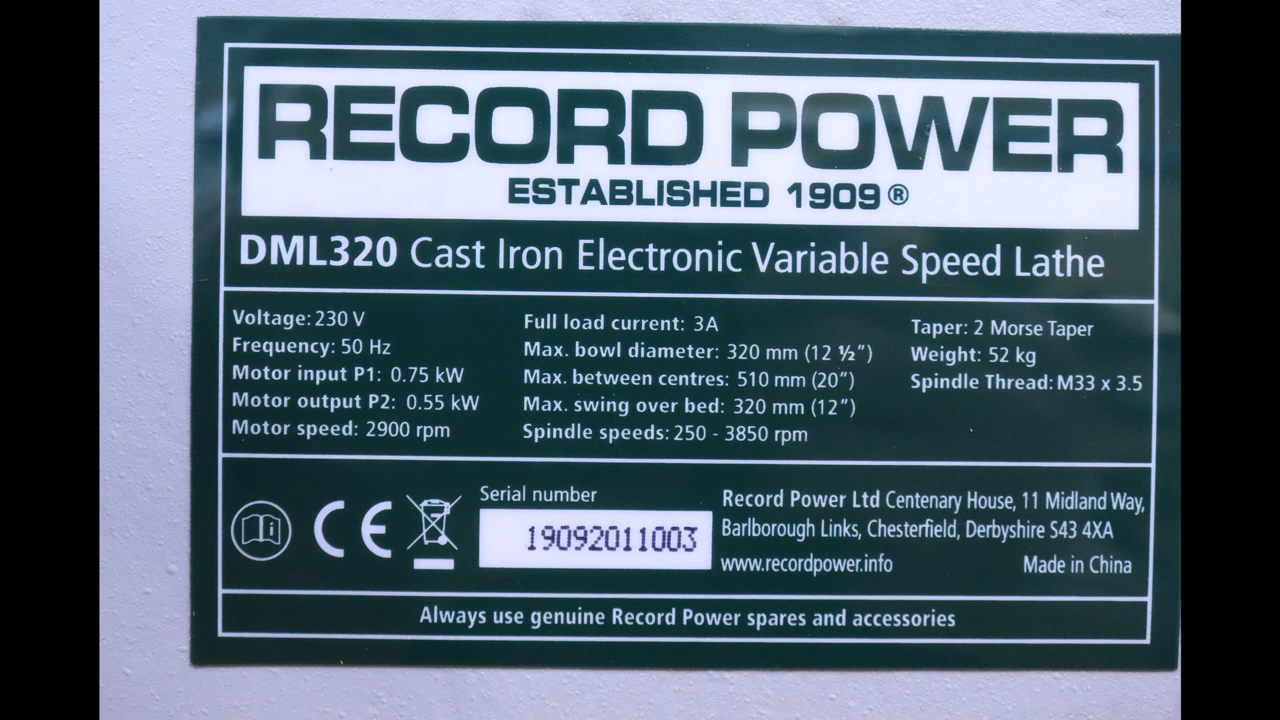 RECORD POWER
ESTABLISHED 1909®
DML320 Cast Iron Electronic Variable Speed Lathe
Voltage: 230 V
Frequency: 50 Hz
Motor input P1: 0.75 kW
Motor output P2: 0.55 kW
Motor speed: 2900 rpm
Full load current: 3A
Max. bowl diameter: 320 mm (12 ½”)
Max. between centres: 510 mm (20”)
Max. swing over bed: 320 mm (12”)
Spindle speeds: 250 - 3850 rpm
Taper: 2 Morse Taper
Weight: 52 kg
Spindle Thread: M33 x 3.5
CE
Serial number
19092011003
Record Power Ltd Centenary House, 11 Midland Way,
Barlborough Links, Chesterfield, Derbyshire S43 4XA
www.recordpower.info Made in China
Always use genuine Record Power spares and accessories